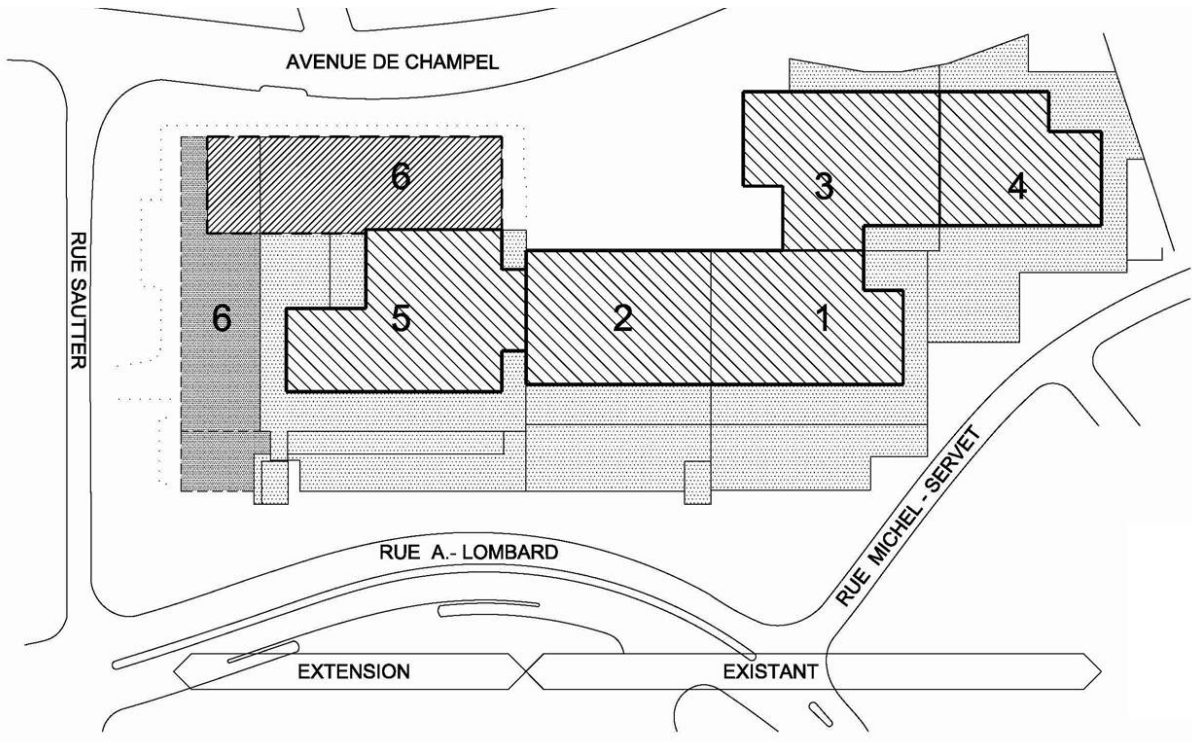 AVENUE DE CHAMPEL
6
3
4
RUE SAUTTER
6
5
2
1
RUE MICHEL - SERVET
RUE A.- LOMBARD
EXTENSION
EXISTANT